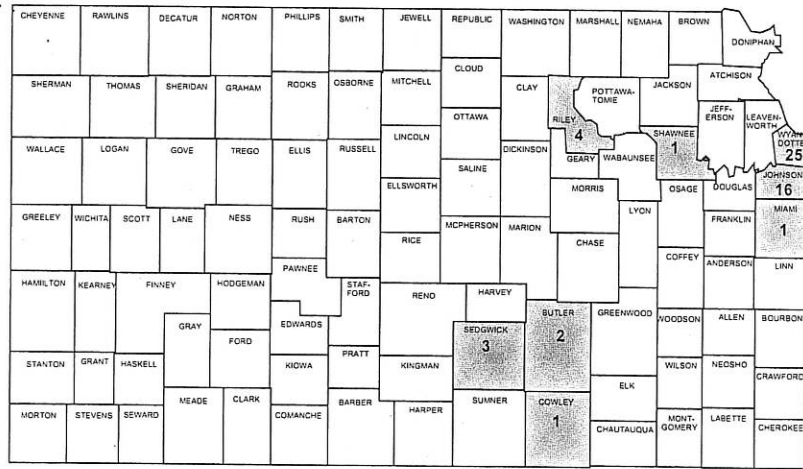 CHEYENNE RAWLINS DECATUR NORTON PHILLIPS SMITH JEWELL REPUBLIC WASHINGTON MARSHALL NEMAHA BROWN
DONIPHAN
SHERMAN THOMAS SHERIDAN GRAHAM ROOKS OSBORNE MITCHELL CLOUD CLAY RILEY POTTAWA-
TOMIE JACKSON ATCHISON
4
OTTAWA
SHAWNEE
1
JEFF-
ERSON LEAVEN-
WORTH WYAN
DOTTE
25
WALLACE LOGAN GOVE TREGO ELLIS RUSSELL LINCOLN SALINE DICKINSON GEARY WABAUNSEE
ELLSWORTH MORRIS OSAGE DOUGLAS JOHNSON
16
GREELEY WICHITA SCOTT LANE NESS RUSH BARTON RICE MCPHERSON MARION CHASE LYON FRANKLIN MIAMI
1
COFFEY ANDERSON LINN
HAMILTON KEARNEY FINNEY HODGEMAN PAWNEE STAF-
FORD RENO HARVEY BUTLER
2
GREENWOOD WOODSON ALLEN BOURBON
GRAY FORD EDWARDS SEDGWICK
3
STANTON GRANT HASKELL KIOWA PRATT KINGMAN ELK WILSON NEOSHO CRAWFORD
MORTON STEVENS SEWARD MEADE CLARK COMANCHE BARBER HARPER SUMNER COWLEY
1
CHAUTAUQUA MONT-
GOMERY LABETTE CHEROKEE